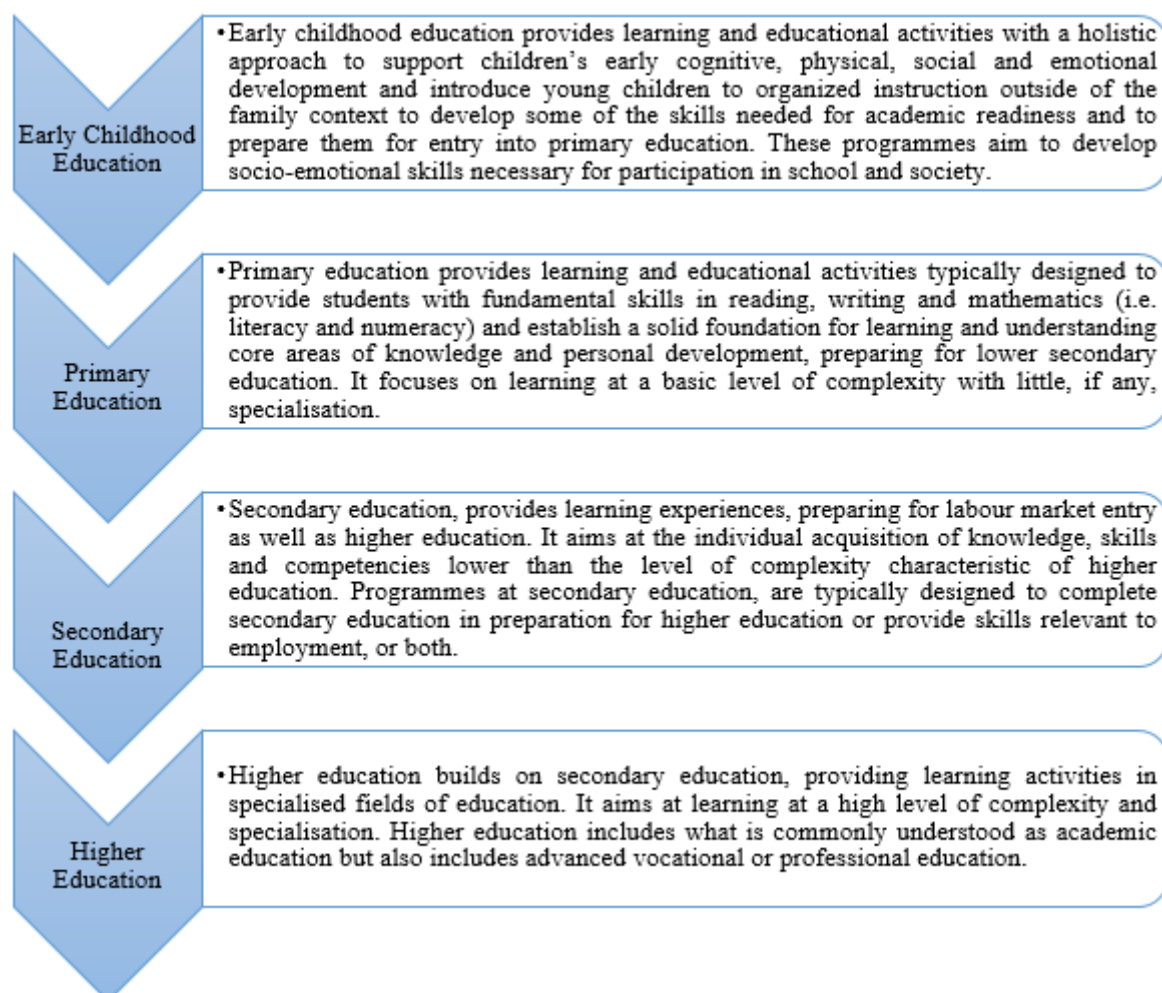 Early Childhood
Education
•Early childhood education provides learning and educational activities with a holistic
approach to support children's early cognitive, physical, social and emotional
development and introduce young children to organized instruction outside of the
family context to develop some of the skills needed for academic readiness and to
prepare them for entry into primary education. These programmes aim to develop
socio-emotional skills necessary for participation in school and society.
Primary
Education
•Primary education provides learning and educational activities typically designed to
provide students with fundamental skills in reading, writing and mathematics (i.e.
literacy and numeracy) and establish a solid foundation for learning and understanding
core areas of knowledge and personal development, preparing for lower secondary
education. It focuses on learning at a basic level of complexity with little, if any,
specialisation.
Secondary
Education
•Secondary education, provides learning experiences, preparing for labour market entry
as well as higher education. It aims at the individual acquisition of knowledge, skills
and competencies lower than the level of complexity characteristic of higher
education. Programmes at secondary education, are typically designed to complete
secondary education in preparation for higher education or provide skills relevant to
employment, or both.
Higher
Education
•Higher education builds on secondary education, providing learning activities in
specialised fields of education. It aims at learning at a high level of complexity and
specialisation. Higher education includes what is commonly understood as academic
education but also includes advanced vocational or professional education.